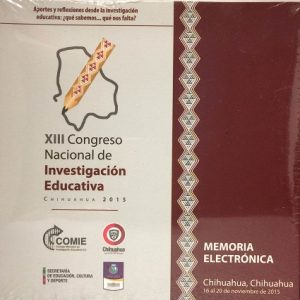 Aportes y reflexiones desde la investigación
educativa: ¿qué sabemos... qué nos falta?
XIII Congreso
Nacional de
Investigación
Educativa
CHIHUAHUA 2015
COMIE
Chihuahua
SECRETARÍA
DE EDUCACIÓN, CULTURA
Y DEPORTE
MEMORIA
ELECTRÓNICA
Chihuahua, Chihuahua
16 al 20 de noviembre de 2015